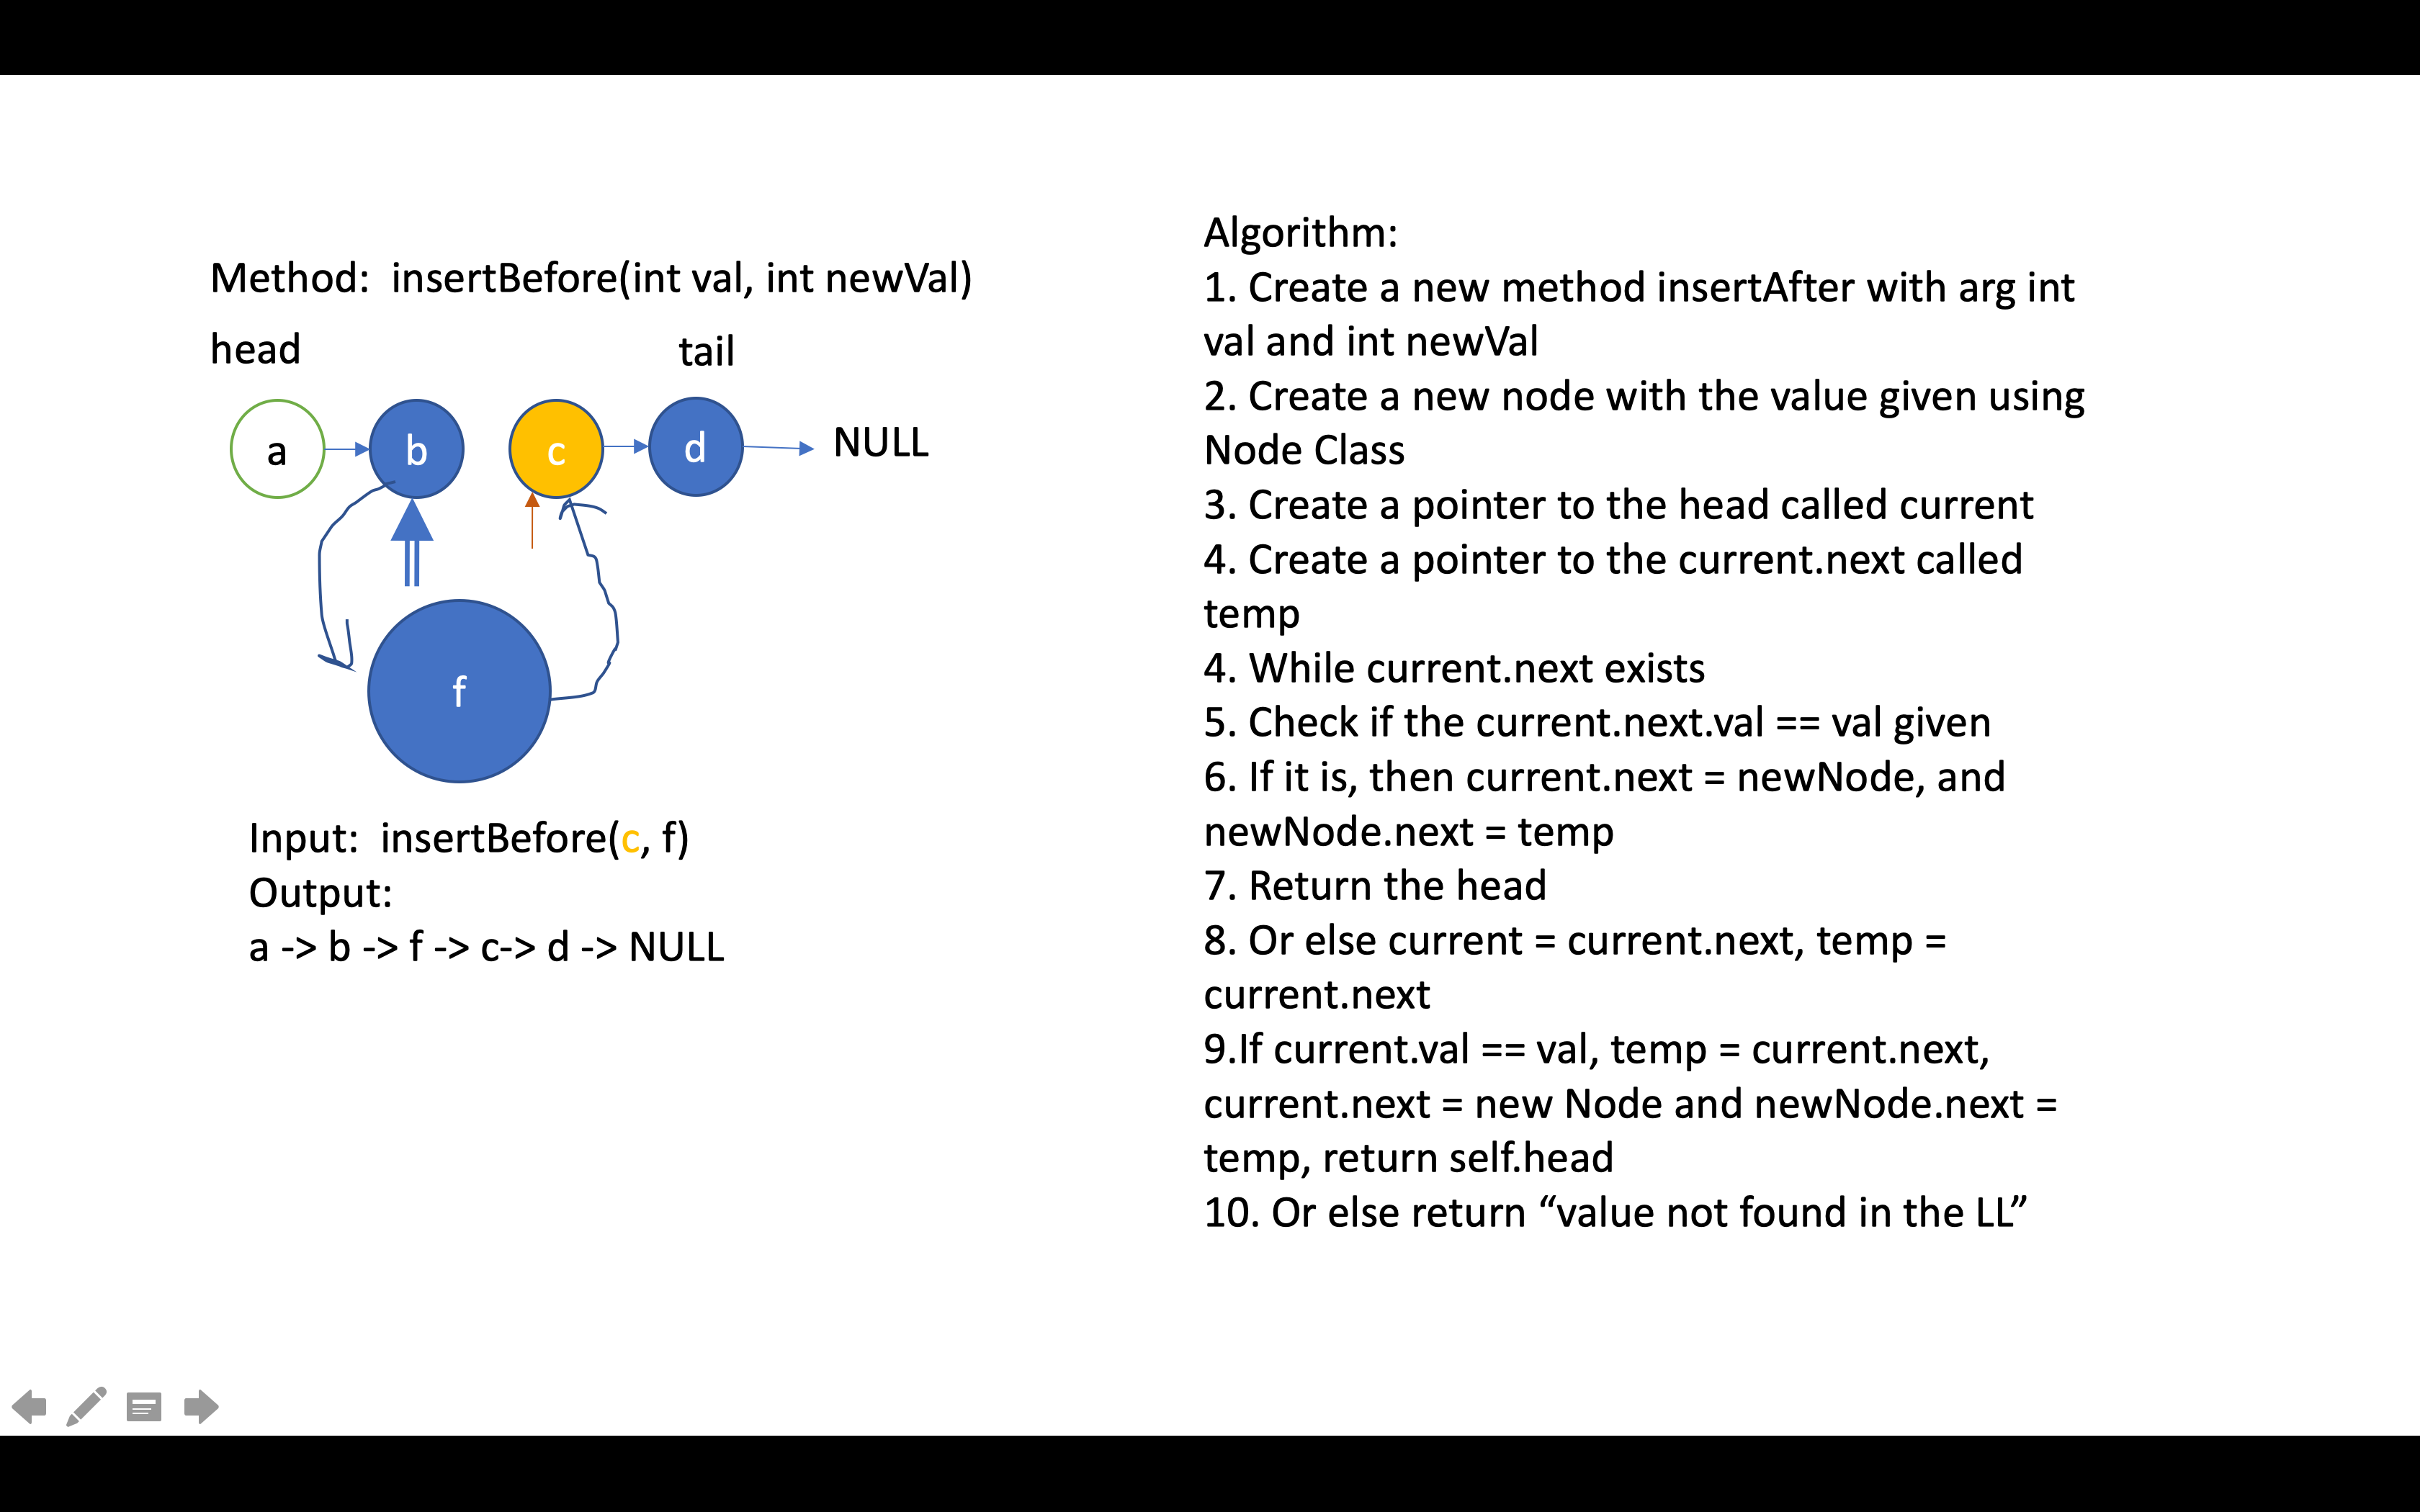 Method:  insertBefore(int val, int newVal)
head
tail
a
b
c
d
NULL
f
Input:  insertBefore(c, f)
Output:
a -> b -> f -> c-> d -> NULL
Algorithm:
1. Create a new method insertAfter with arg int
val and int newVal
2. Create a new node with the value given using
Node Class
3. Create a pointer to the head called current
4. Create a pointer to the current.next called
temp
4. While current.next exists
5. Check if the current.next.val == val given
6. If it is, then current.next = newNode, and
newNode.next = temp
7. Return the head
8. Or else current = current.next, temp =
current.next
9.If current.val == val, temp = current.next,
current.next = new Node and newNode.next =
temp, return self.head
10. Or else return “value not found in the LL”